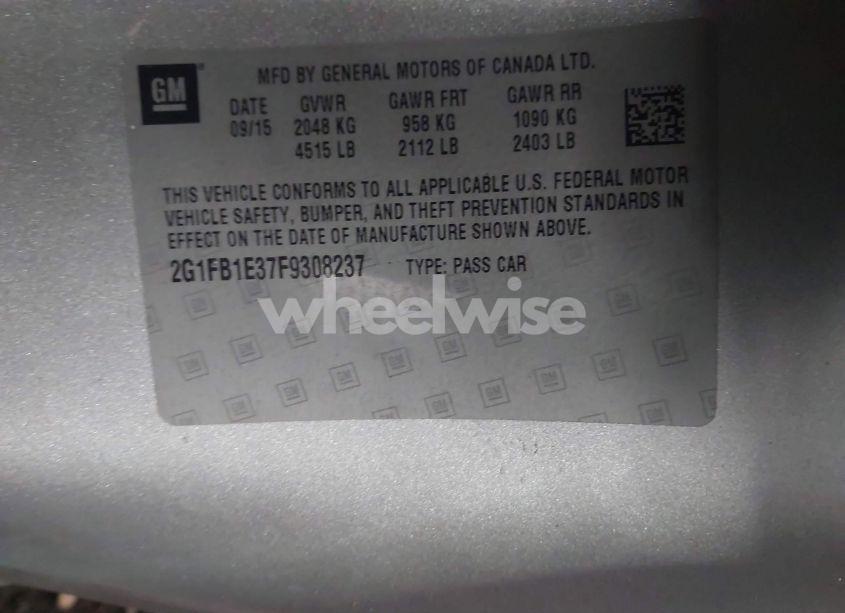 GM
MFD BY GENERAL MOTORS OF CANADA LTD.
DATE GVWR GAWR FRT GAWR RR
09/15 2048 KG 958 KG 1090 KG
4515 LB 2112 LB 2403 LB
THIS VEHICLE CONFORMS TO ALL APPLICABLE U.S. FEDERAL MOTOR
VEHICLE SAFETY, BUMPER, AND THEFT PREVENTION STANDARDS IN
EFFECT ON THE DATE OF MANUFACTURE SHOWN ABOVE.
2G1FB1E37F9308237 TYPE: PASS CAR
wheelwise